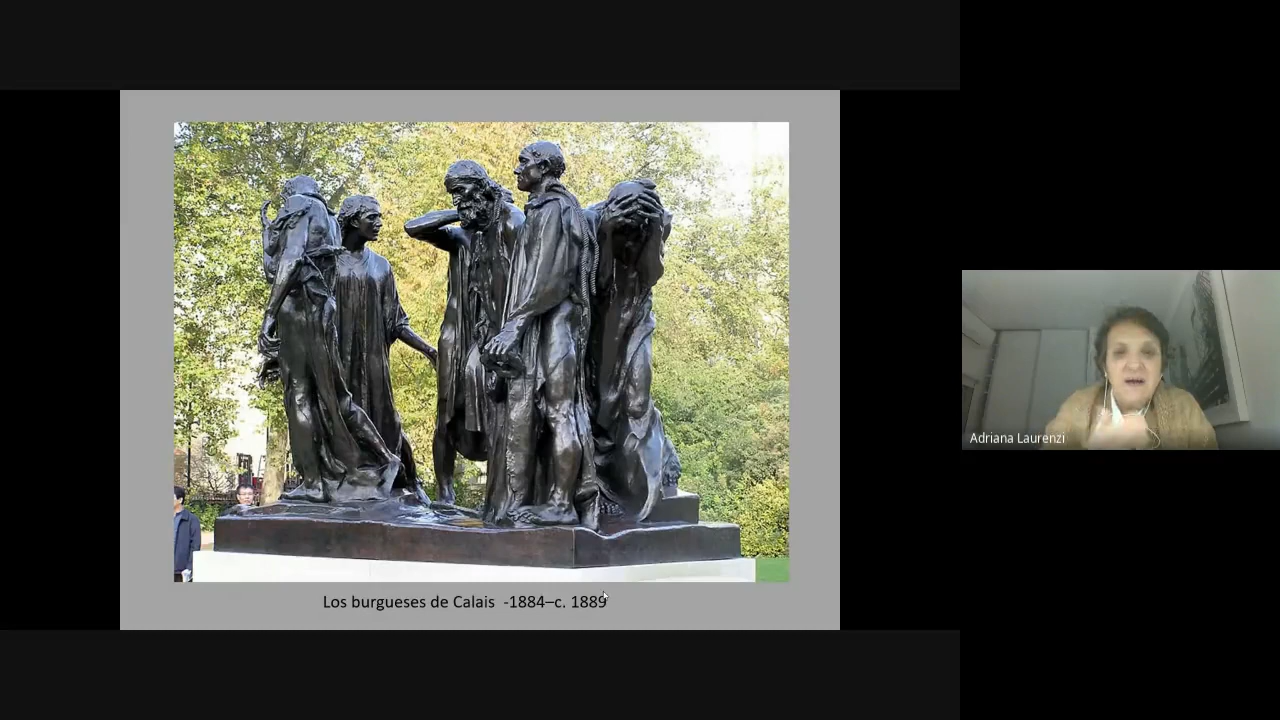 Los burgueses de Calais -1884–c. 1889
Adriana Laurenzi